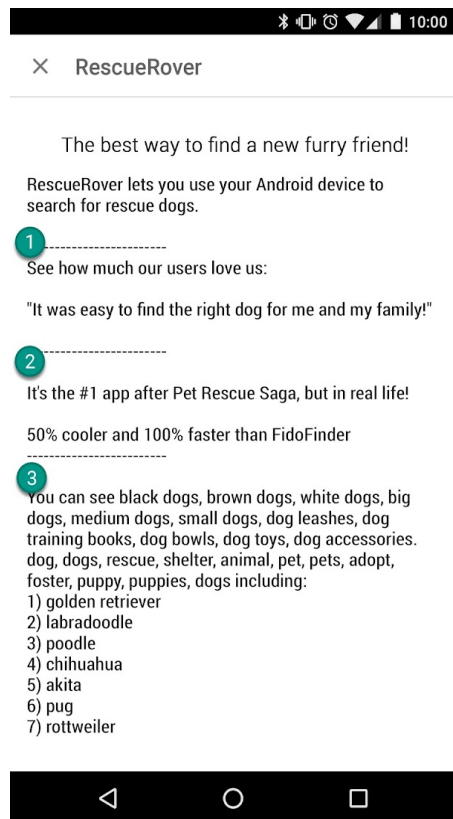 10:00
RescueRover
The best way to find a new furry friend!
RescueRover lets you use your Android device to
search for rescue dogs.
1
-----------------------
See how much our users love us:
"It was easy to find the right dog for me and my family!"
-----------------------
2
It's the #1 app after Pet Rescue Saga, but in real life!
50% cooler and 100% faster than FidoFinder
-------------------------
3
You can see black dogs, brown dogs, white dogs, big
dogs, medium dogs, small dogs, dog leashes, dog
training books, dog bowls, dog toys, dog accessories.
dog, dogs, rescue, shelter, animal, pet, pets, adopt,
foster, puppy, puppies, dogs including:
1) golden retriever
2) labradoodle
3) poodle
4) chihuahua
5) akita
6) pug
7) rottweiler